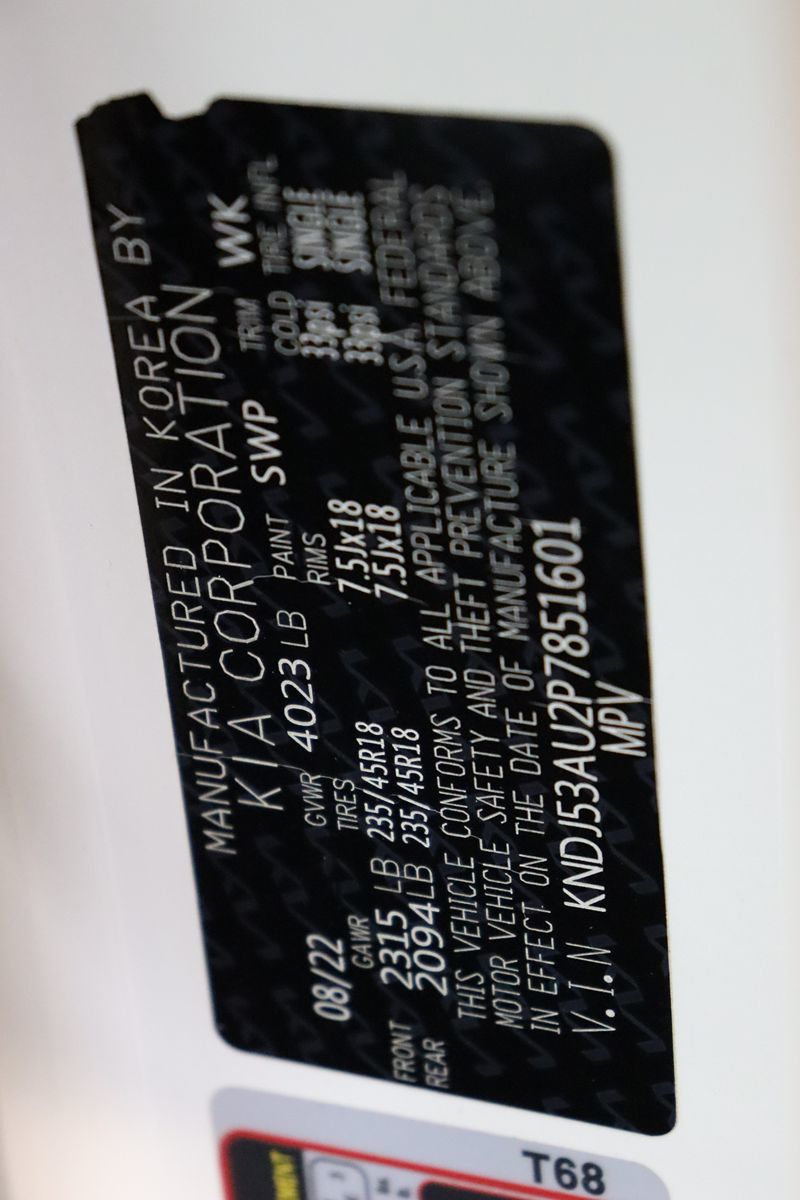 MANUFACTURED IN KOREA BY
KIA CORPORATION
08/22 GVWR 4023 LB PAINT SWP TRIM WK
GAWR TIRES RIMS COLD TIRE INFL
FRONT 2315 LB 235/45R18 7.5Jx18 33psi SINGLE
REAR 2094LB 235/45R18 7.5Jx18 33psi SINGLE
THIS VEHICLE CONFORMS TO ALL APPLICABLE U.S.A. FEDERAL
MOTOR VEHICLE SAFETY AND THEFT PREVENTION STANDARDS
IN EFFECT ON THE DATE OF MANUFACTURE SHOWN ABOVE.
V.I.N KNDJ53AU2P7851601
MPV
T68